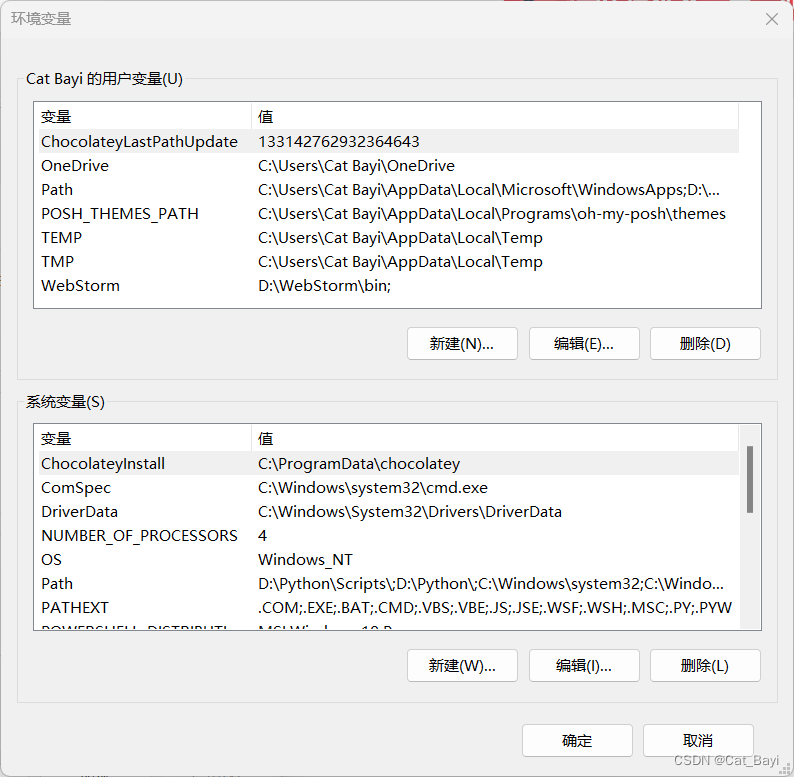 环境变量
Cat Bayi 的用户变量(U)
变量 值
ChocolateyLastPathUpdate 133142762932364643
OneDrive C:\Users\Cat Bayi\OneDrive
Path C:\Users\Cat Bayi\AppData\Local\Microsoft\WindowsApps;D:\...
POSH_THEMES_PATH C:\Users\Cat Bayi\AppData\Local\Programs\oh-my-posh\themes
TEMP C:\Users\Cat Bayi\AppData\Local\Temp
TMP C:\Users\Cat Bayi\AppData\Local\Temp
WebStorm D:\WebStorm\bin;
新建(N)... 编辑(E)... 删除(D)
系统变量(S)
变量 值
ChocolateyInstall C:\ProgramData\chocolatey
ComSpec C:\Windows\system32\cmd.exe
DriverData C:\Windows\System32\Drivers\DriverData
NUMBER_OF_PROCESSORS 4
OS Windows_NT
Path D:\Python\Scripts\;D:\Python\;C:\Windows\system32;C:\Windo...
PATHEXT .COM;.EXE;.BAT;.CMD;.VBS;.VBE;.JS;.JSE;.WSF;.WSH;.MSC;.PY;.PYW
新建(W)... 编辑(I)... 删除(L)
确定 取消
CSDN @Cat_Bayi